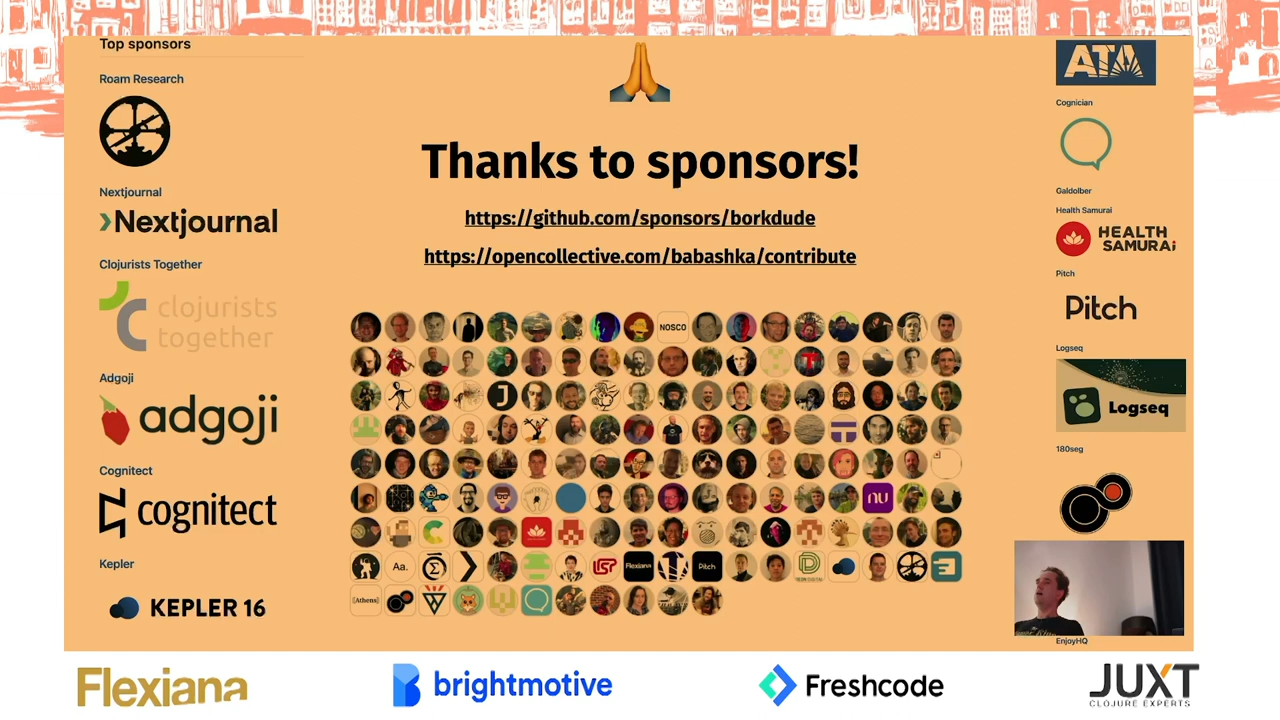 Top sponsors
Roam Research
Nextjournal
Nextjournal
Clojurists Together
clojurists
together
Adgoji
adgoji
Cognitect
cognitect
Kepler
KEPLER 16
Thanks to sponsors!
https://github.com/sponsors/borkdude
https://opencollective.com/babashka/contribute
NOSCO
J
T
nu
Aa.
Flexiana
Pitch
[Athens]
ATA
Cognician
Galdolber
Health Samurai
HEALTH
SAMURAi
Pitch
Pitch
Logseq
Logseq
180seg
EnjoyHQ
Flexiana
brightmotive
Freshcode
JUXT
CLOJURE EXPERTS